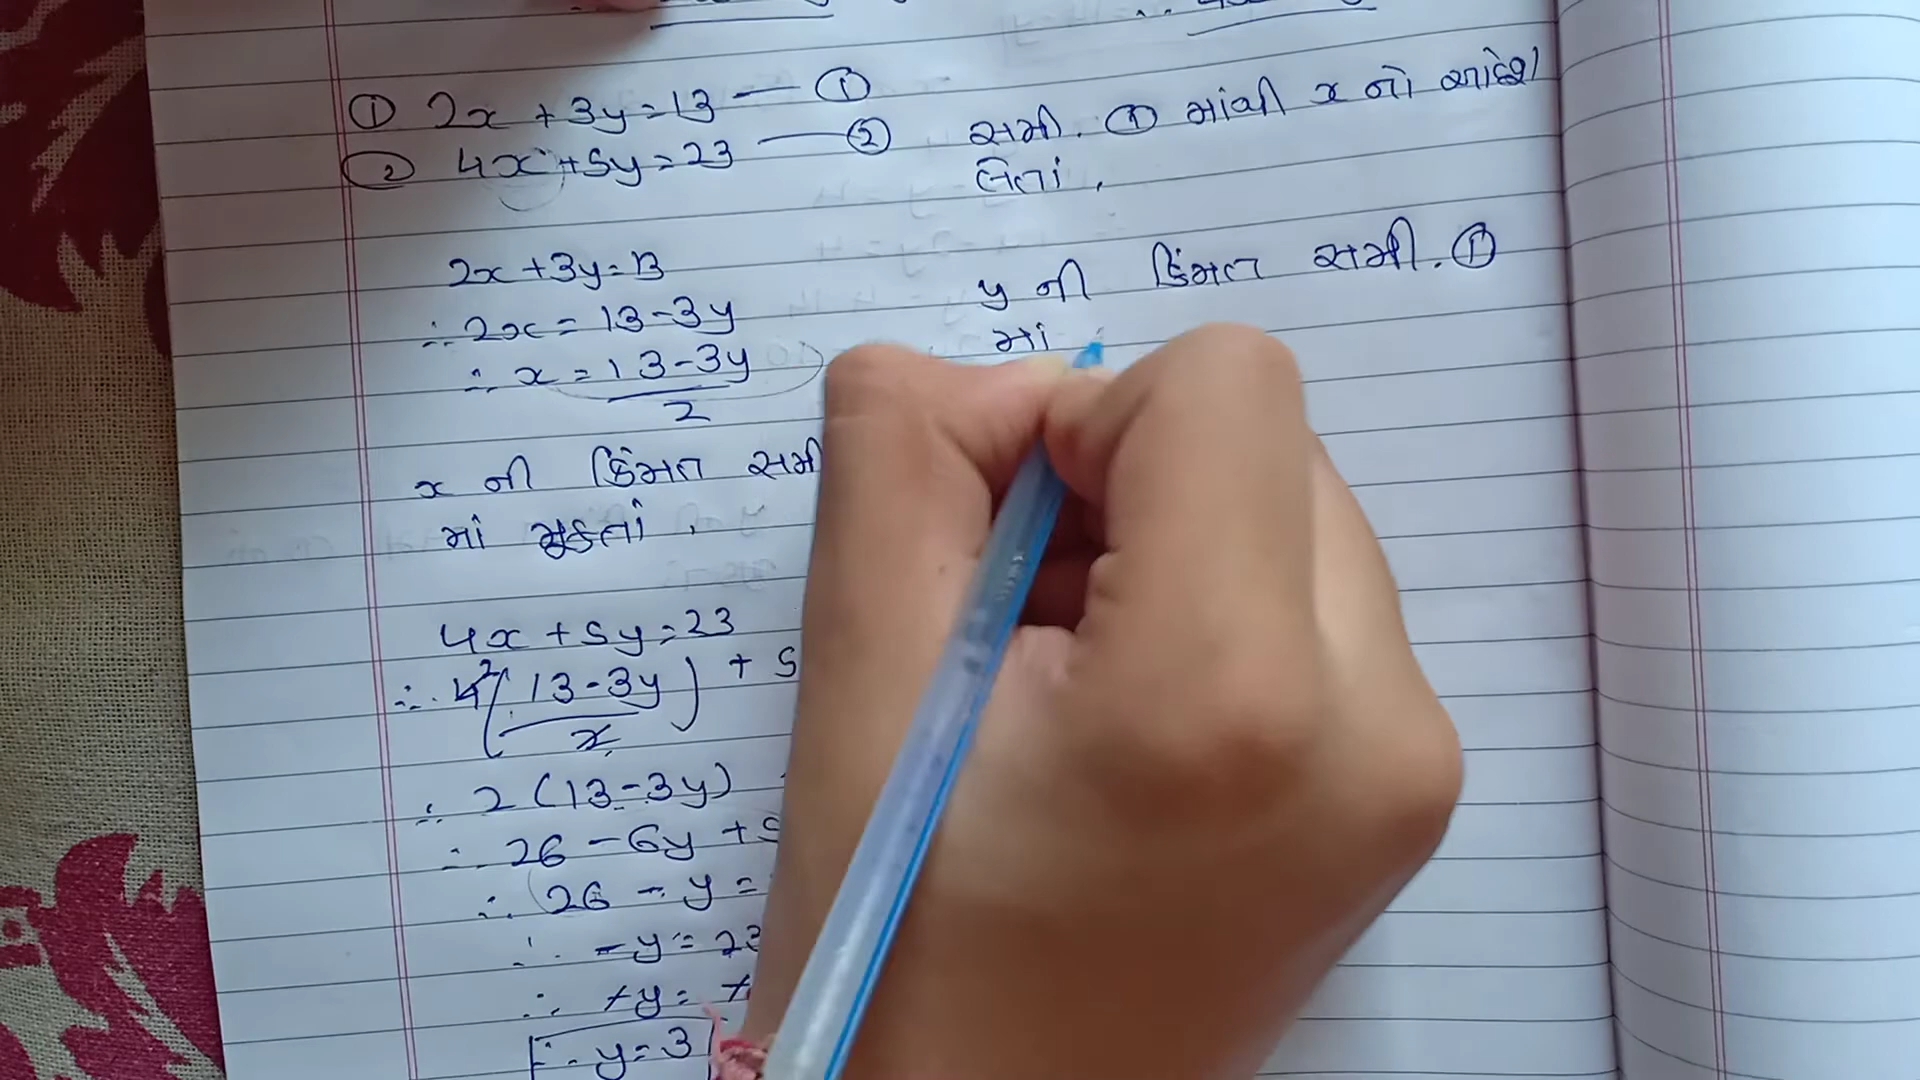 ① 2x + 3y = 13 — ①
② 4x + 5y = 23 — ②
2x + 3y = 13
∴ 2x = 13 - 3y
∴ x = 13 - 3y
2
x ની કિંમત સમી
માં મૂકતાં ,
4x + 5y = 23
∴ 4² ( 13 - 3y ) + 5
2
∴ 2 (13 - 3y)
∴ 26 - 6y + 5
∴ 26 - y =
∴ - y = 23
∴ + y = +
∴ y = 3
સમી. ① માંથી x નો આદેશ
લેતાં ,
y ની કિંમત સમી. ①
માં